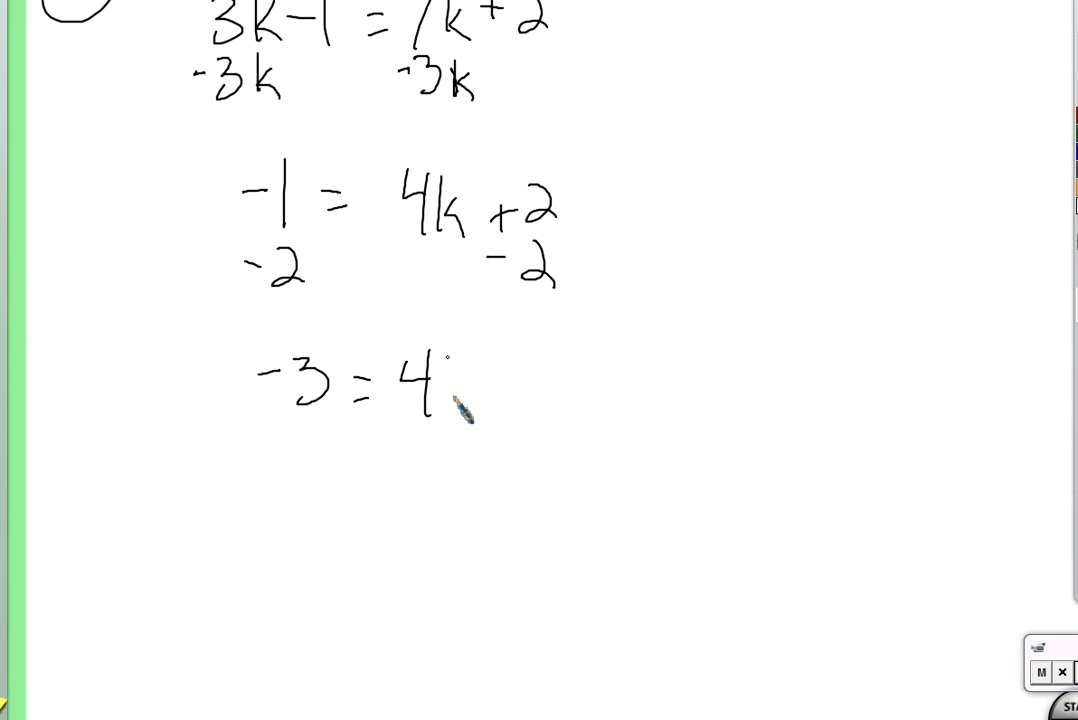 3k-1 = 7k+2
-3k -3k
-1 = 4k +2
-2 -2
-3 = 4
M